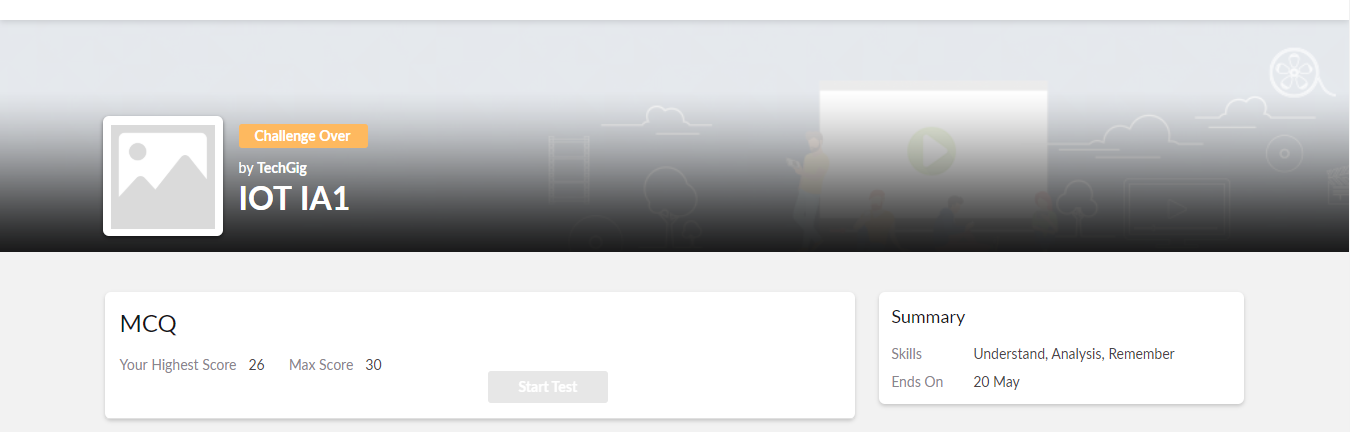 Challenge Over
by TechGig
IOT IA1
MCQ
Your Highest Score 26 Max Score 30
Start Test
Summary
Skills Understand, Analysis, Remember
Ends On 20 May